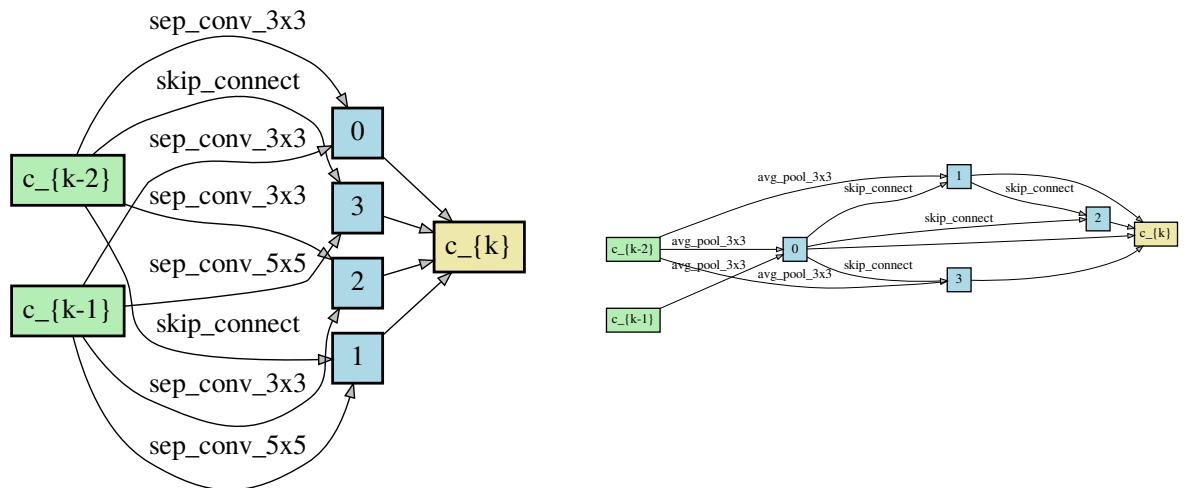 sep_conv_3x3
skip_connect
sep_conv_3x3
sep_conv_3x3
sep_conv_5x5
skip_connect
sep_conv_3x3
sep_conv_5x5
c_{k-2}
c_{k-1}
0
3
2
1
c_{k}
avg_pool_3x3
skip_connect
skip_connect
skip_connect
avg_pool_3x3
avg_pool_3x3
avg_pool_3x3
skip_connect
c_{k-2}
c_{k-1}
0
1
2
3
c_{k}